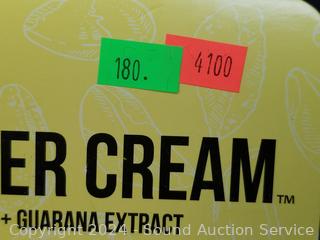 180.
4100
ER CREAM™
+ GUARANA EXTRACT
Copyright 2024 - Sound Auction Service